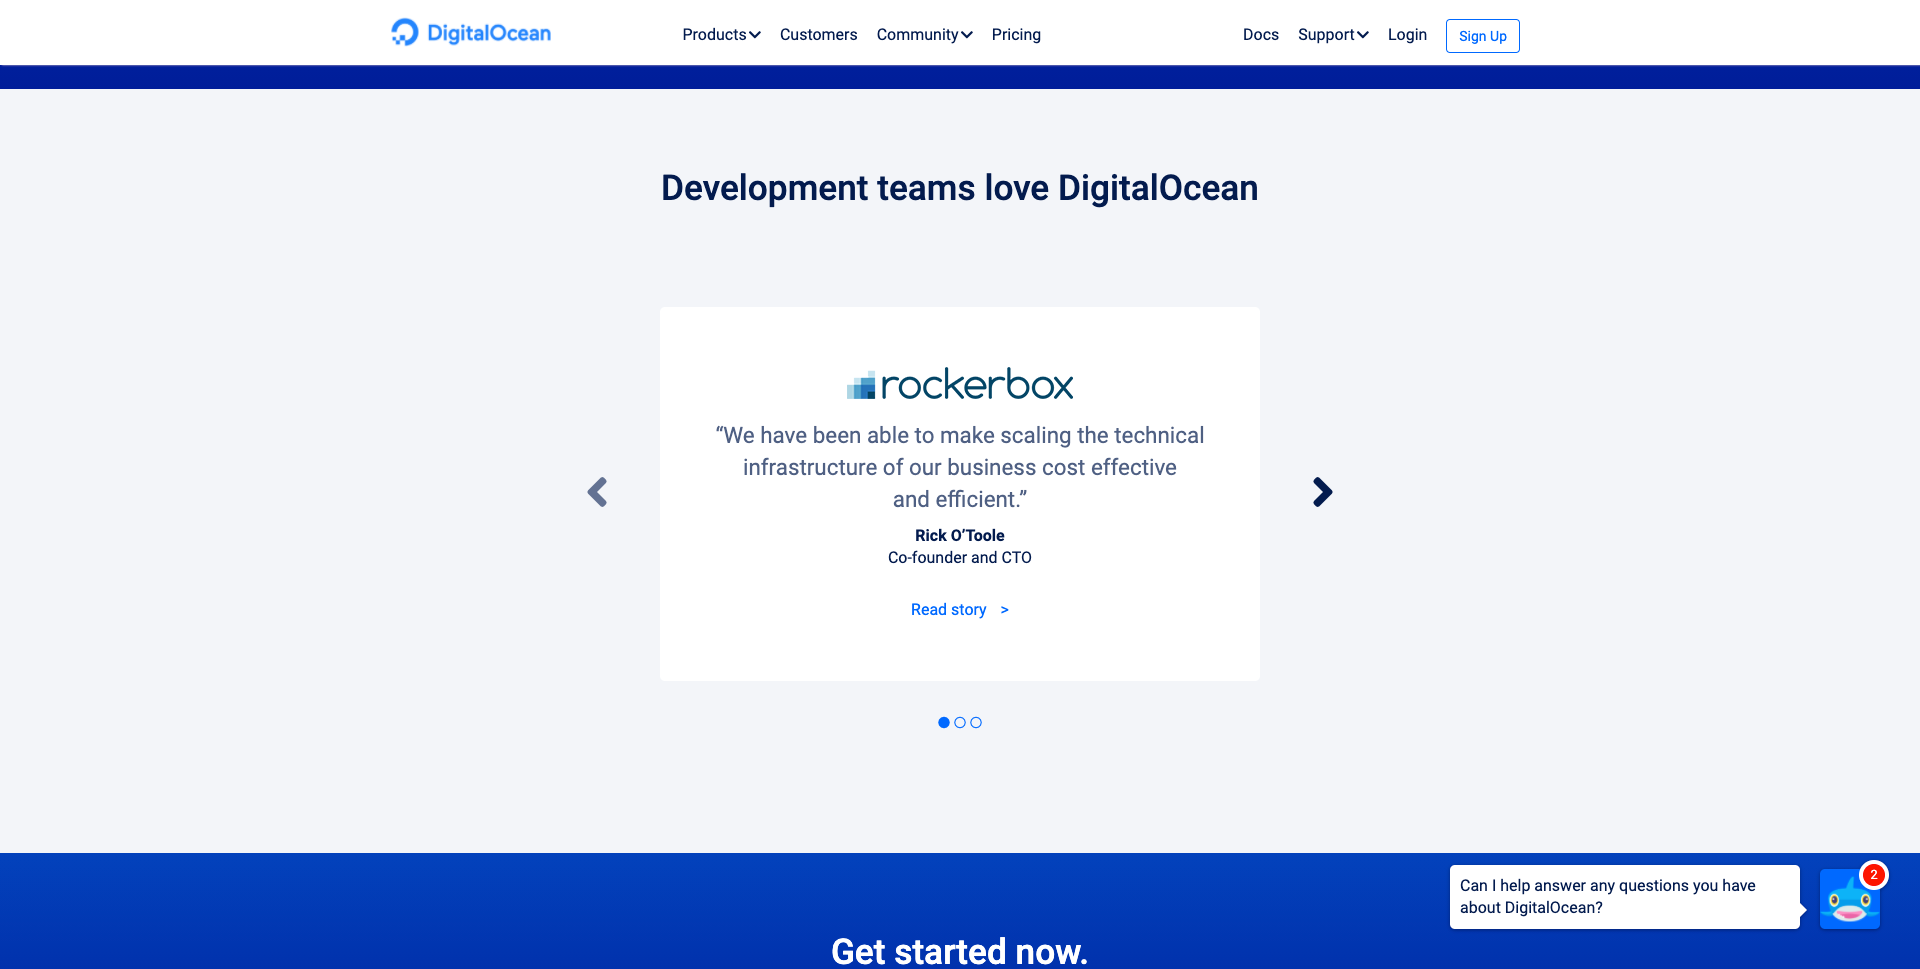 DigitalOcean
Products Customers Community Pricing Docs Support Login Sign Up
Development teams love DigitalOcean
rockerbox
“We have been able to make scaling the technical
infrastructure of our business cost effective
and efficient.”
Rick O’Toole
Co-founder and CTO
Read story >
2
Can I help answer any questions you have
about DigitalOcean?
Get started now.